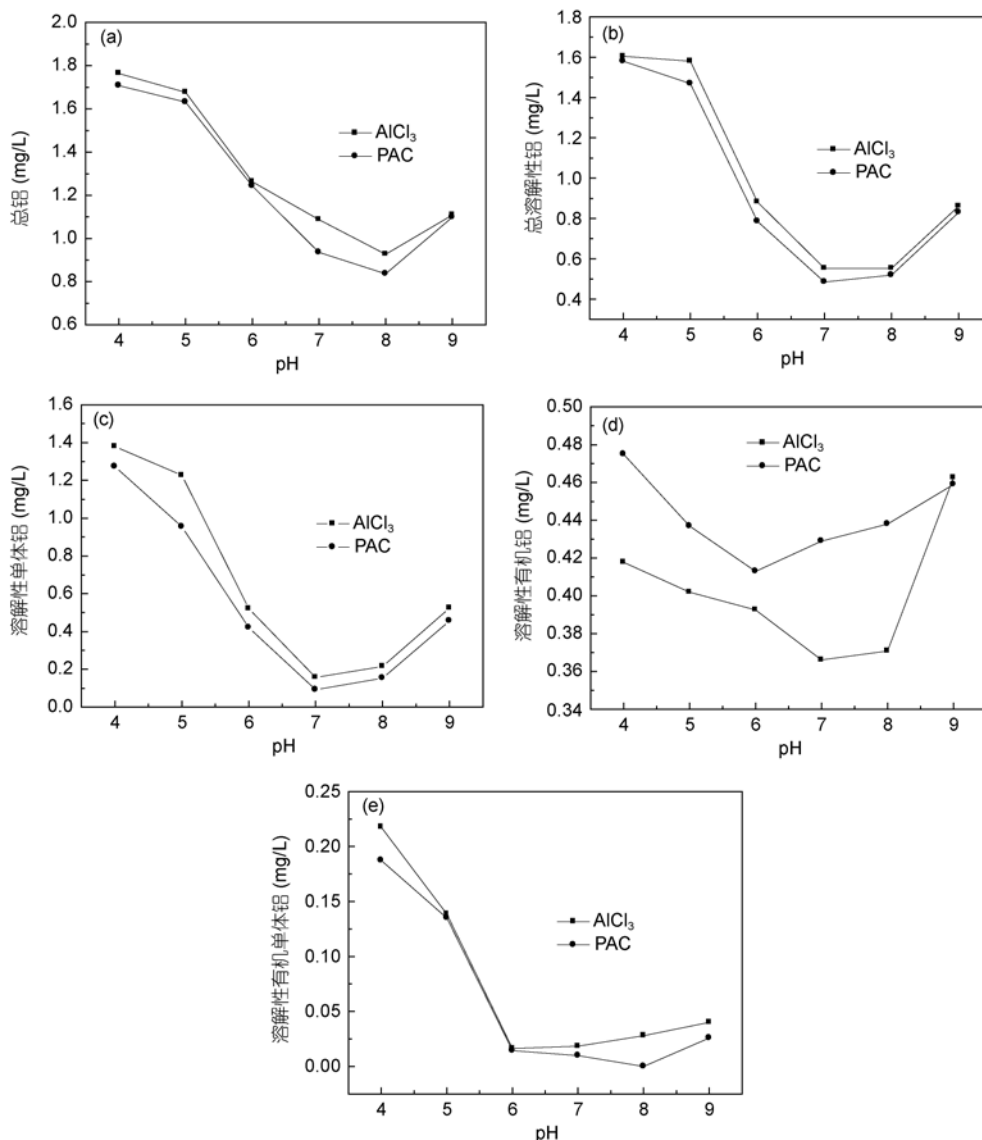 (a)
总铝 (mg/L)
2.0
1.8
1.6
1.4
1.2
1.0
0.8
0.6
AlCl₃
PAC
4 5 6 7 8 9
pH
(b)
总溶解性铝 (mg/L)
1.6
1.4
1.2
1.0
0.8
0.6
0.4
AlCl₃
PAC
4 5 6 7 8 9
pH
(c)
溶解性单体铝 (mg/L)
1.6
1.4
1.2
1.0
0.8
0.6
0.4
0.2
0.0
AlCl₃
PAC
4 5 6 7 8 9
pH
(d)
溶解性有机铝 (mg/L)
0.50
0.48
0.46
0.44
0.42
0.40
0.38
0.36
0.34
AlCl₃
PAC
4 5 6 7 8 9
pH
(e)
溶解性有机单体铝 (mg/L)
0.25
0.20
0.15
0.10
0.05
0.00
AlCl₃
PAC
4 5 6 7 8 9
pH